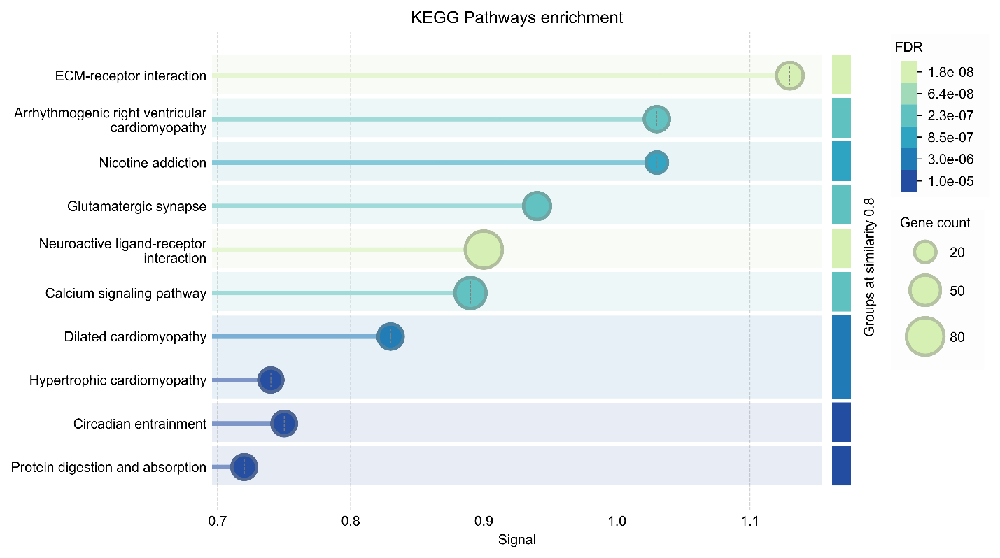 KEGG Pathways enrichment
ECM-receptor interaction
Arrhythmogenic right ventricular
cardiomyopathy
Nicotine addiction
Glutamatergic synapse
Neuroactive ligand-receptor
interaction
Calcium signaling pathway
Dilated cardiomyopathy
Hypertrophic cardiomyopathy
Circadian entrainment
Protein digestion and absorption
0.7
0.8
0.9
1.0
1.1
Signal
Groups at similarity 0.8
FDR
1.8e-08
6.4e-08
2.3e-07
8.5e-07
3.0e-06
1.0e-05
Gene count
20
50
80